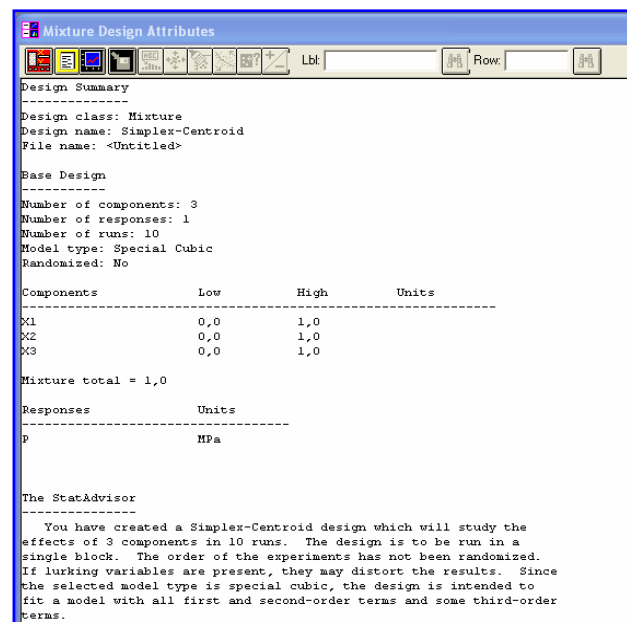 Mixture Design Attributes
Lbl: Row:
Design Summary
--------------
Design class: Mixture
Design name: Simplex-Centroid
File name: <Untitled>
Base Design
-----------
Number of components: 3
Number of responses: 1
Number of runs: 10
Model type: Special Cubic
Randomized: No
Components Low High Units
------------------------------------------------------------
X1 0,0 1,0
X2 0,0 1,0
X3 0,0 1,0
Mixture total = 1,0
Responses Units
----------------------------------
P MPa
The StatAdvisor
---------------
You have created a Simplex-Centroid design which will study the
effects of 3 components in 10 runs. The design is to be run in a
single block. The order of the experiments has not been randomized.
If lurking variables are present, they may distort the results. Since
the selected model type is special cubic, the design is intended to
fit a model with all first and second-order terms and some third-order
terms.